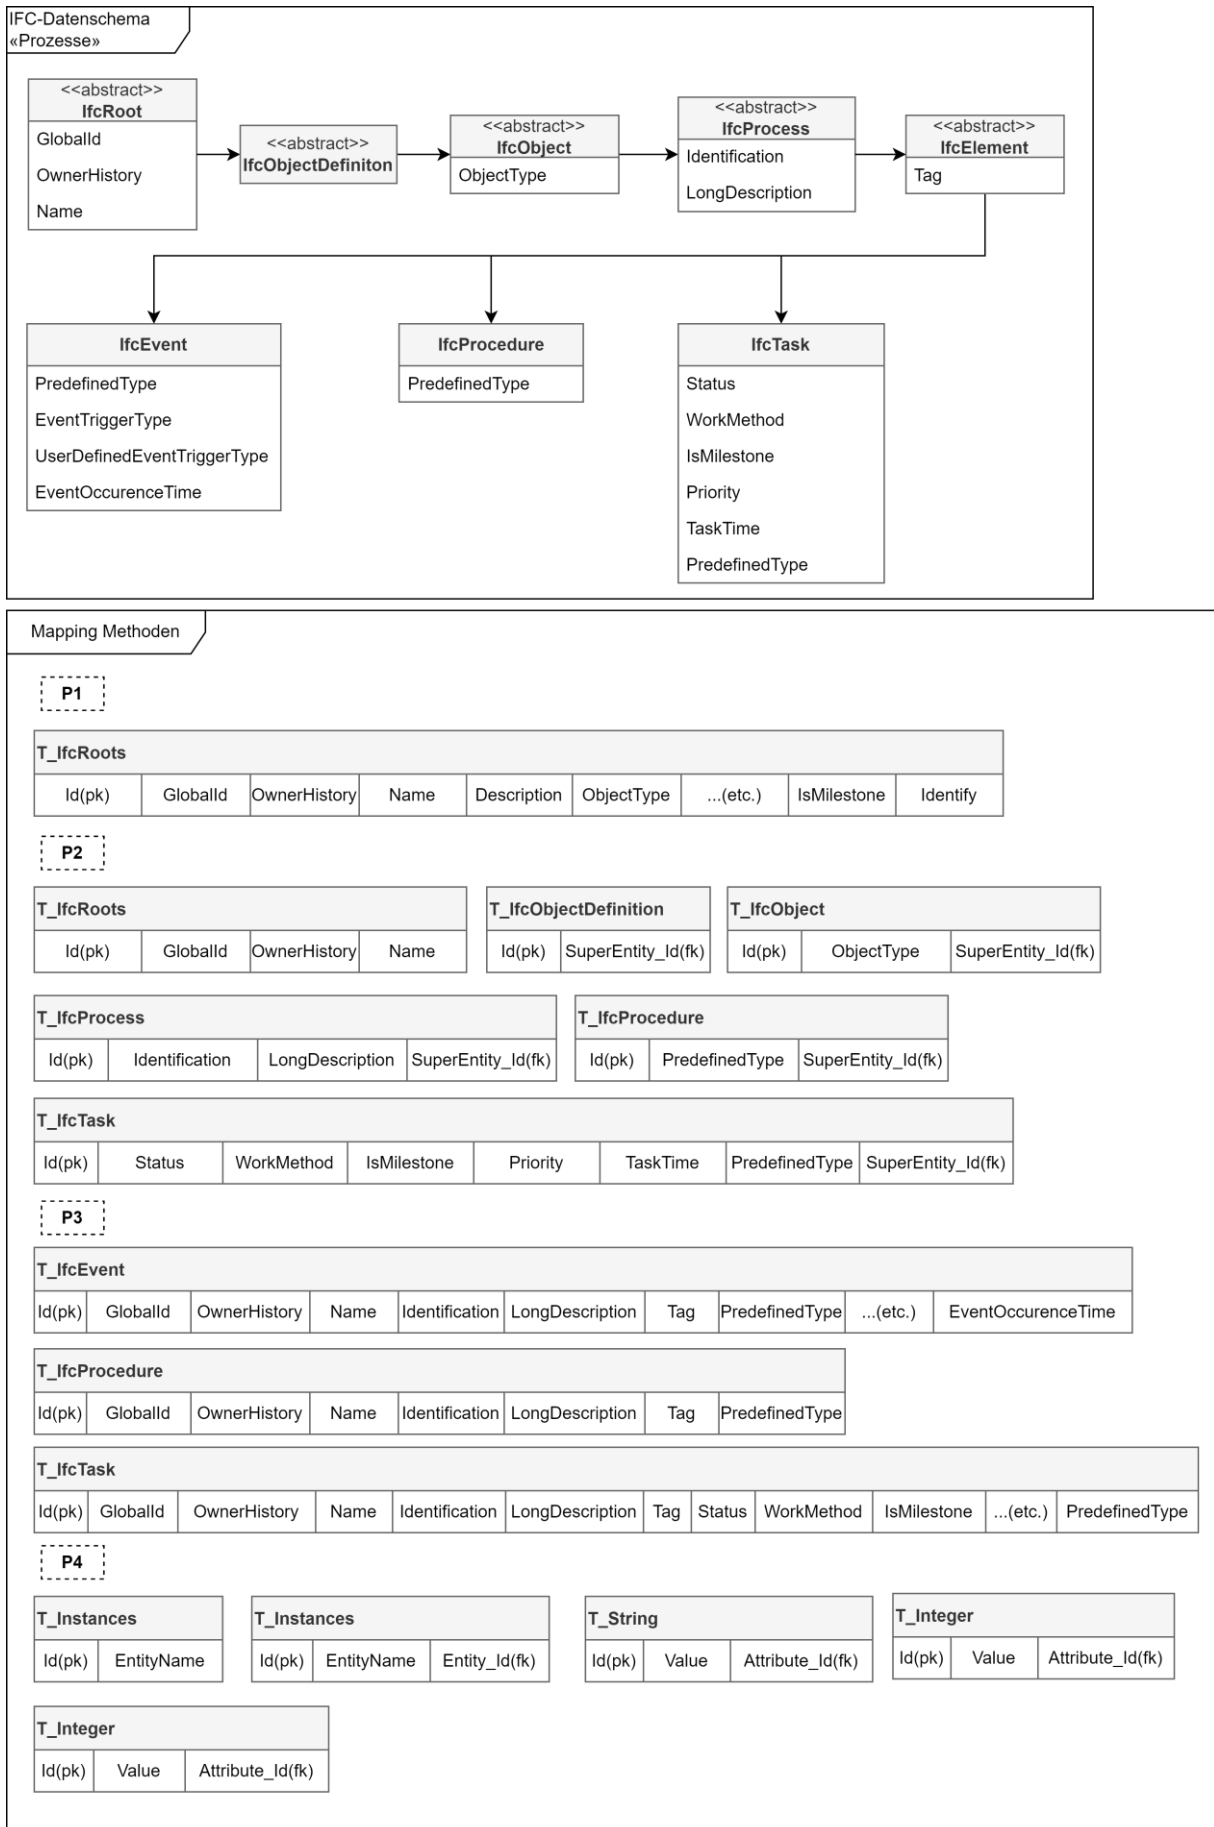 IFC-Datenschema
«Prozesse»
<<abstract>>
IfcRoot
GlobalId
OwnerHistory
Name
<<abstract>>
IfcObjectDefiniton
<<abstract>>
IfcObject
ObjectType
<<abstract>>
IfcProcess
Identification
LongDescription
<<abstract>>
IfcElement
Tag
IfcEvent
PredefinedType
EventTriggerType
UserDefinedEventTriggerType
EventOccurenceTime
IfcProcedure
PredefinedType
IfcTask
Status
WorkMethod
IsMilestone
Priority
TaskTime
PredefinedType
Mapping Methoden
P1
T_IfcRoots
Id(pk) GlobalId OwnerHistory Name Description ObjectType ...(etc.) IsMilestone Identify
P2
T_IfcRoots
Id(pk) GlobalId OwnerHistory Name
T_IfcObjectDefinition
Id(pk) SuperEntity_Id(fk)
T_IfcObject
Id(pk) ObjectType SuperEntity_Id(fk)
T_IfcProcess
Id(pk) Identification LongDescription SuperEntity_Id(fk)
T_IfcProcedure
Id(pk) PredefinedType SuperEntity_Id(fk)
T_IfcTask
Id(pk) Status WorkMethod IsMilestone Priority TaskTime PredefinedType SuperEntity_Id(fk)
P3
T_IfcEvent
Id(pk) GlobalId OwnerHistory Name Identification LongDescription Tag PredefinedType ...(etc.) EventOccurenceTime
T_IfcProcedure
Id(pk) GlobalId OwnerHistory Name Identification LongDescription Tag PredefinedType
T_IfcTask
Id(pk) GlobalId OwnerHistory Name Identification LongDescription Tag Status WorkMethod IsMilestone ...(etc.) PredefinedType
P4
T_Instances
Id(pk) EntityName
T_Instances
Id(pk) EntityName Entity_Id(fk)
T_String
Id(pk) Value Attribute_Id(fk)
T_Integer
Id(pk) Value Attribute_Id(fk)
T_Integer
Id(pk) Value Attribute_Id(fk)